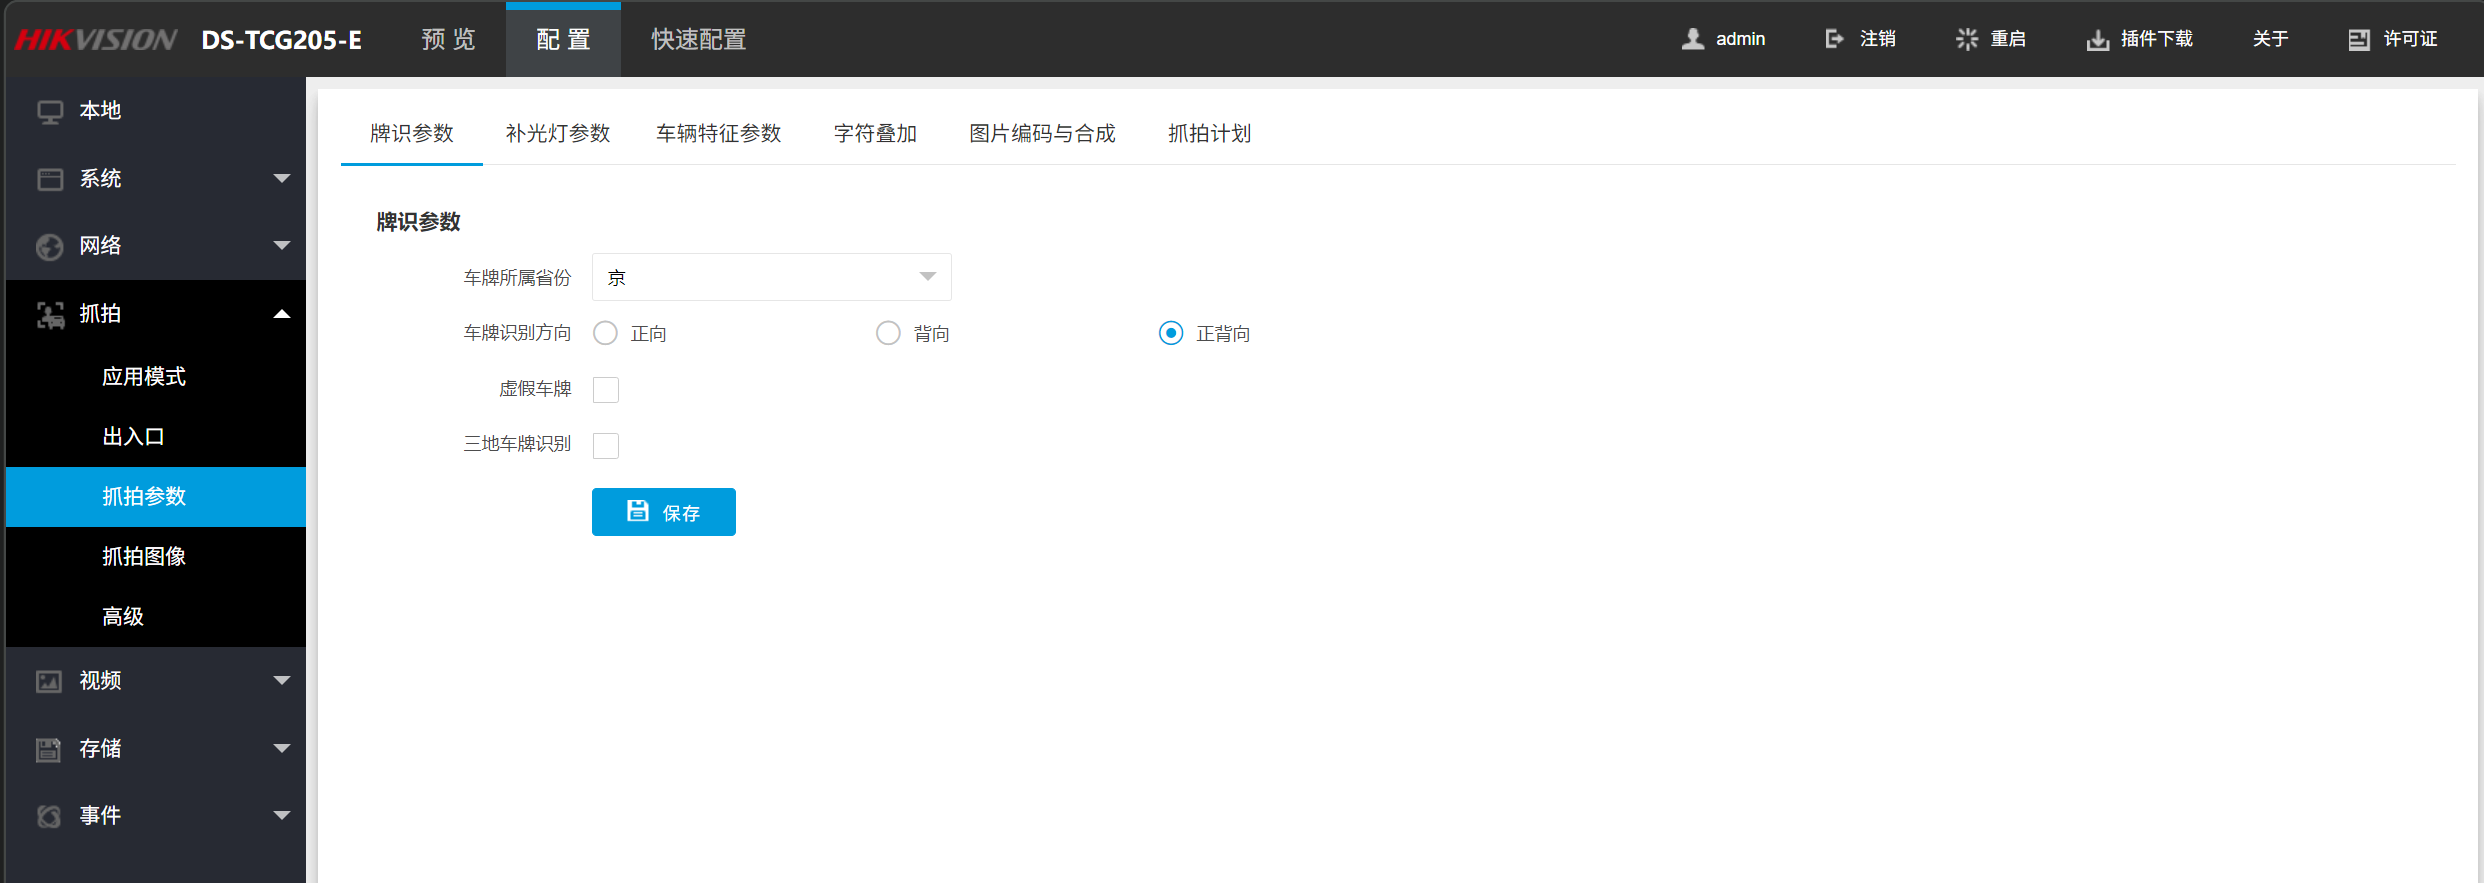 HIKVISION DS-TCG205-E 预 览 配 置 快速配置 admin 注销 重启 插件下载 关于 许可证
本地
系统
网络
抓拍
应用模式
出入口
抓拍参数
抓拍图像
高级
视频
存储
事件
牌识参数 补光灯参数 车辆特征参数 字符叠加 图片编码与合成 抓拍计划
牌识参数
车牌所属省份 京
车牌识别方向 正向 背向 正背向
虚假车牌
三地车牌识别
保存